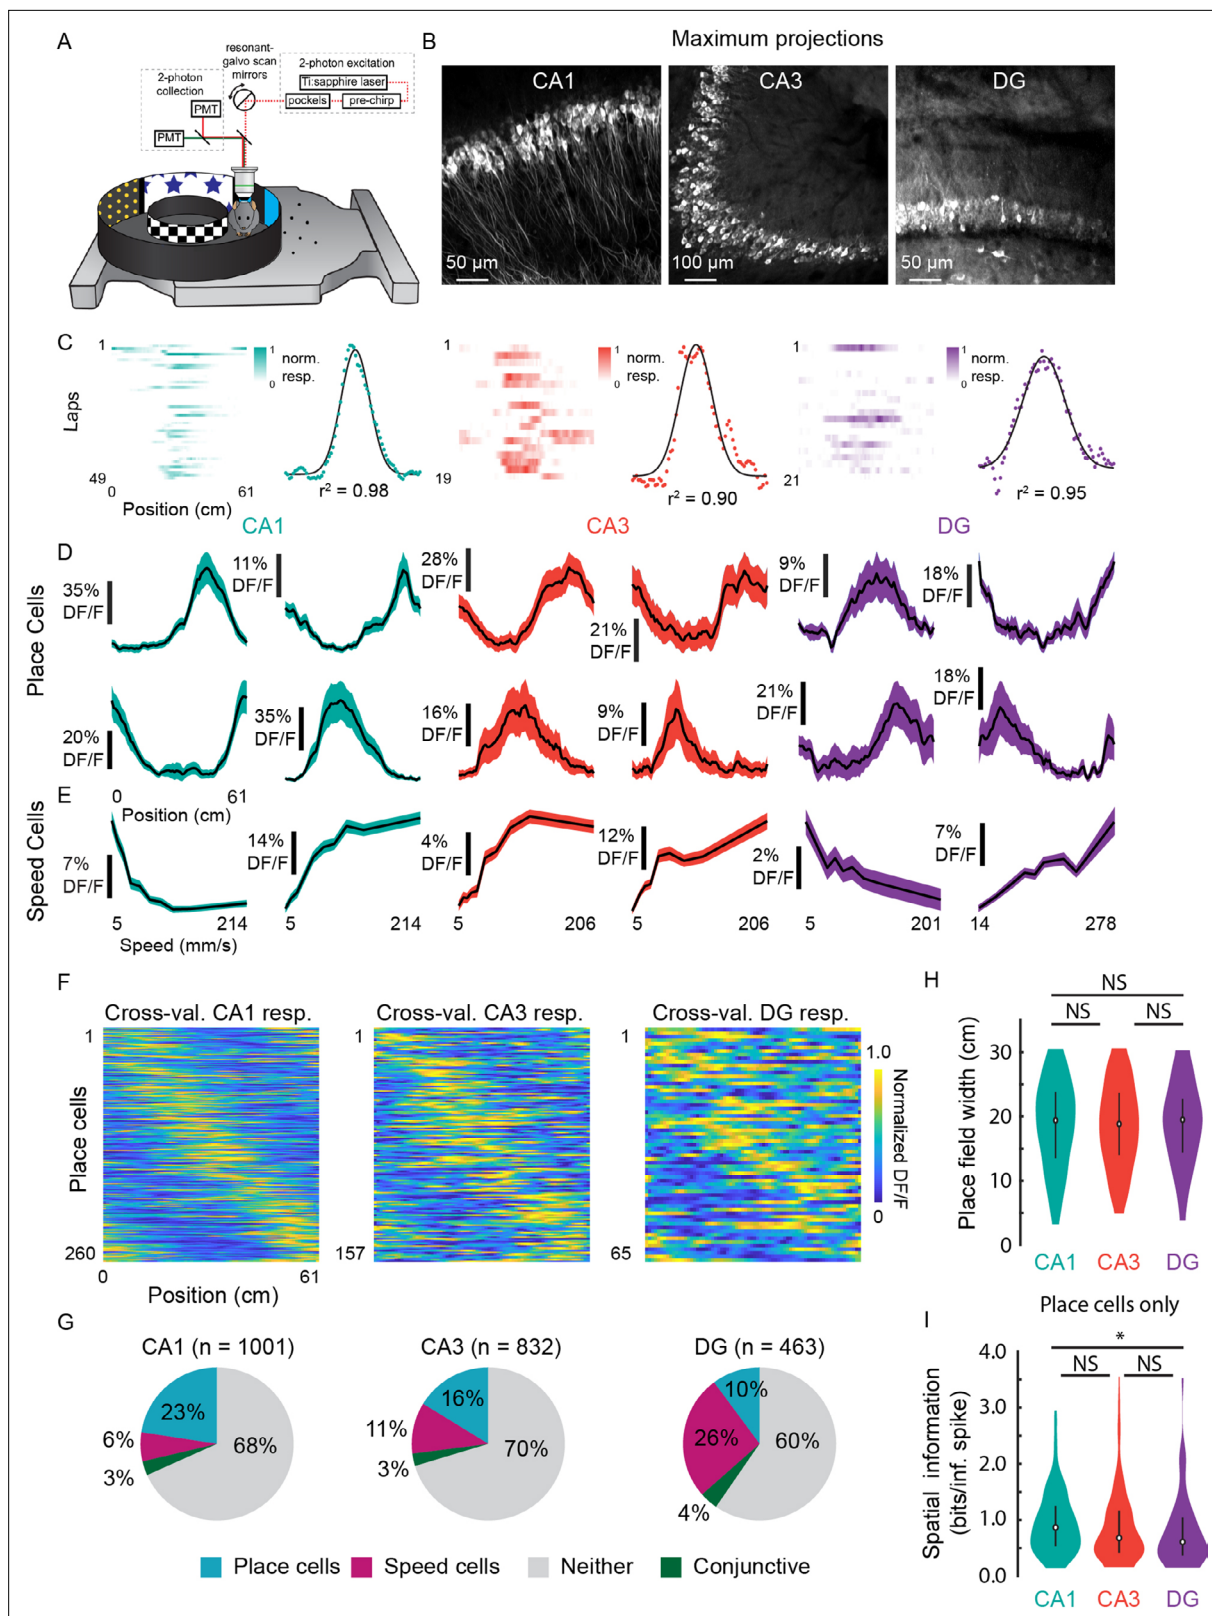 A
resonant-
galvo scan
mirrors
2-photon excitation
Ti:sapphire laser
pockels
pre-chirp
2-photon
collection
PMT
PMT
B
Maximum projections
CA1
CA3
DG
50 µm
100 µm
50 µm
C
Laps
1
49
0
61
Position (cm)
1
0
norm.
resp.
r² = 0.98
1
19
1
0
norm.
resp.
r² = 0.90
1
21
1
0
norm.
resp.
r² = 0.95
CA1
CA3
DG
D
Place Cells
35%
DF/F
11%
DF/F
28%
DF/F
21%
DF/F
9%
DF/F
18%
DF/F
20%
DF/F
35%
DF/F
16%
DF/F
9%
DF/F
21%
DF/F
18%
DF/F
0
61
Position (cm)
E
Speed Cells
7%
DF/F
14%
DF/F
4%
DF/F
12%
DF/F
2%
DF/F
7%
DF/F
5
214
5
214
5
206
5
206
5
201
14
278
Speed (mm/s)
F
Cross-val. CA1 resp.
Cross-val. CA3 resp.
Cross-val. DG resp.
Place cells
1
260
1
157
1
65
0
61
Position (cm)
1.0
0
Normalized DF/F
G
CA1 (n = 1001)
23%
6%
3%
68%
CA3 (n = 832)
16%
11%
3%
70%
DG (n = 463)
10%
26%
4%
60%
Place cells
Speed cells
Neither
Conjunctive
H
NS
NS
NS
Place field width (cm)
30
20
10
0
CA1
CA3
DG
I
Place cells only
*
NS
NS
Spatial information
(bits/inf. spike)
4.0
3.0
2.0
1.0
0.0
CA1
CA3
DG